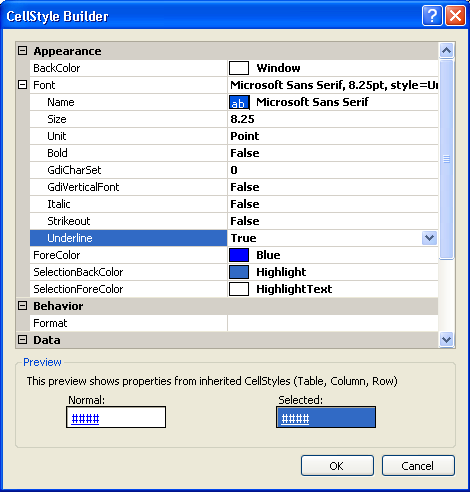 CellStyle Builder
Appearance
BackColor Window
Font Microsoft Sans Serif, 8.25pt, style=Ur
Name ab Microsoft Sans Serif
Size 8.25
Unit Point
Bold False
GdiCharSet 0
GdiVerticalFont False
Italic False
Strikeout False
Underline True
ForeColor Blue
SelectionBackColor Highlight
SelectionForeColor HighlightText
Behavior
Format
Data
Preview
This preview shows properties from inherited CellStyles (Table, Column, Row)
Normal: Selected:
#### ####
OK Cancel